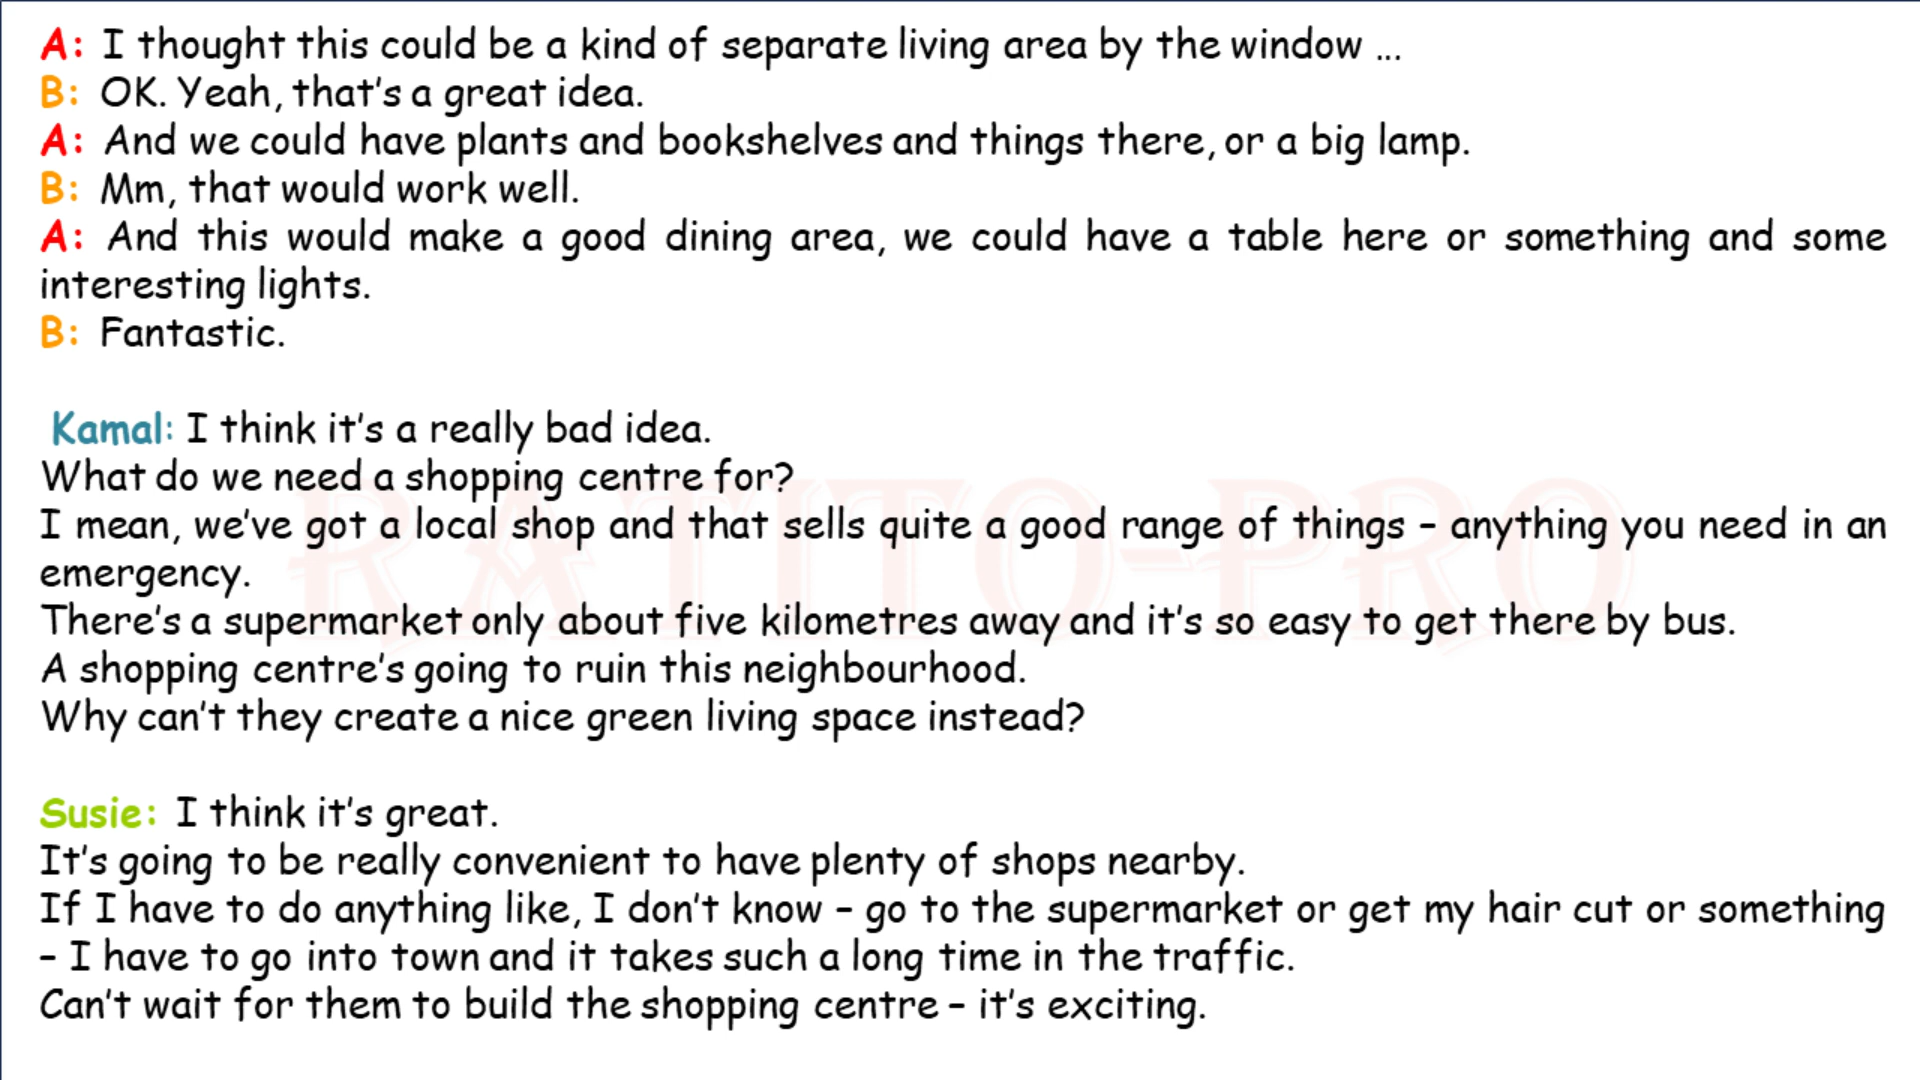 A: I thought this could be a kind of separate living area by the window ...
B: OK. Yeah, that's a great idea.
A: And we could have plants and bookshelves and things there, or a big lamp.
B: Mm, that would work well.
A: And this would make a good dining area, we could have a table here or something and some
interesting lights.
B: Fantastic.
Kamal: I think it's a really bad idea.
What do we need a shopping centre for?
I mean, we've got a local shop and that sells quite a good range of things – anything you need in an
emergency.
RATITO-PRO
There's a supermarket only about five kilometres away and it's so easy to get there by bus.
A shopping centre's going to ruin this neighbourhood.
Why can't they create a nice green living space instead?
Susie: I think it's great.
It's going to be really convenient to have plenty of shops nearby.
If I have to do anything like, I don't know – go to the supermarket or get my hair cut or something
– I have to go into town and it takes such a long time in the traffic.
Can't wait for them to build the shopping centre – it's exciting.